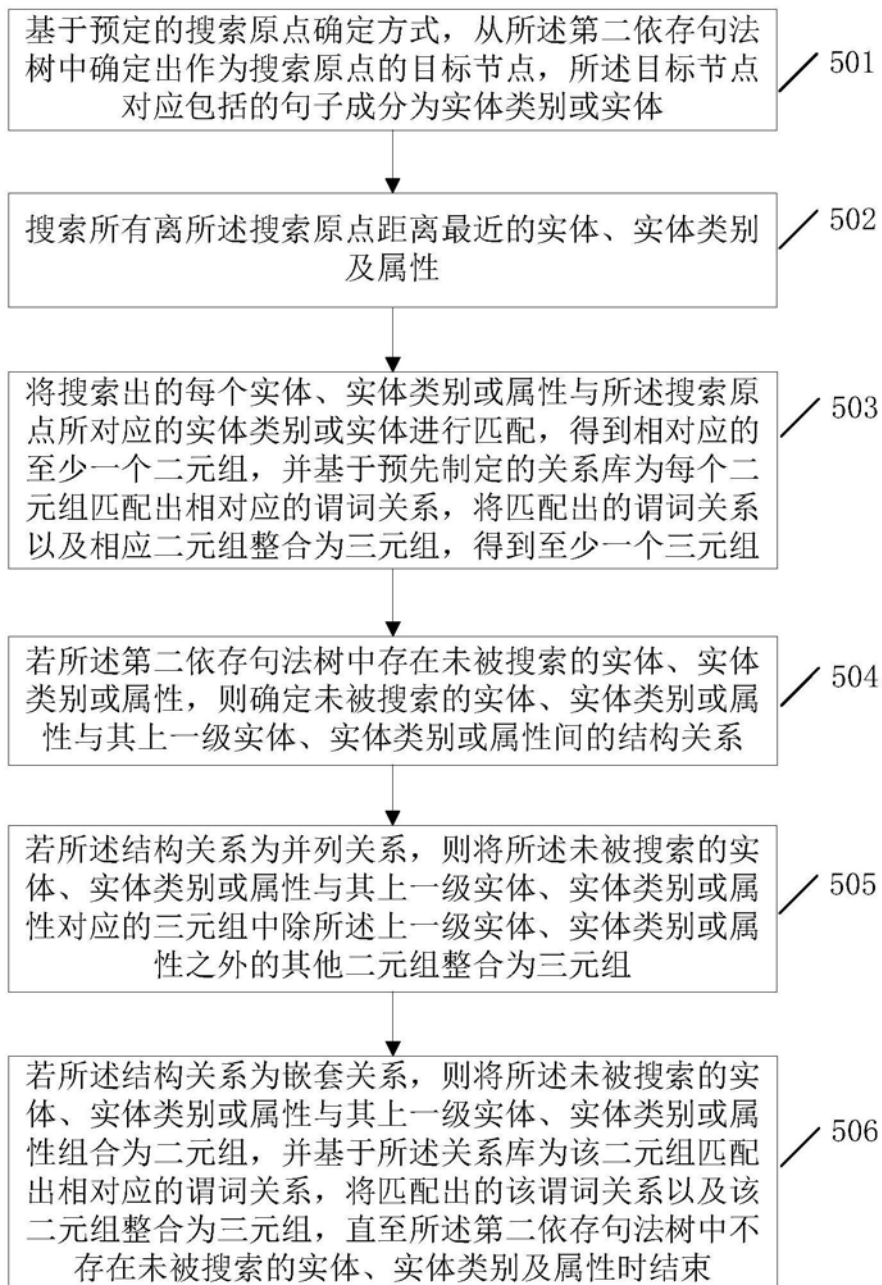 基于预定的搜索原点确定方式，从所述第二依存句法
树中确定出作为搜索原点的目标节点，所述目标节点
对应包括的句子成分为实体类别或实体
501
搜索所有离所述搜索原点距离最近的实体、实体类别
及属性
502
将搜索出的每个实体、实体类别或属性与所述搜索原
点所对应的实体类别或实体进行匹配，得到相对应的
至少一个二元组，并基于预先制定的关系库为每个二
元组匹配出相对应的谓词关系，将匹配出的谓词关系
以及相应二元组整合为三元组，得到至少一个三元组
503
若所述第二依存句法树中存在未被搜索的实体、实体
类别或属性，则确定未被搜索的实体、实体类别或属
性与其上一级实体、实体类别或属性间的结构关系
504
若所述结构关系为并列关系，则将所述未被搜索的实
体、实体类别或属性与其上一级实体、实体类别或属
性对应的三元组中除所述上一级实体、实体类别或属
性之外的其他二元组整合为三元组
505
若所述结构关系为嵌套关系，则将所述未被搜索的实
体、实体类别或属性与其上一级实体、实体类别或属
性组合为二元组，并基于所述关系库为该二元组匹配
出相对应的谓词关系，将匹配出的该谓词关系以及该
二元组整合为三元组，直至所述第二依存句法树中不
存在未被搜索的实体、实体类别及属性时结束
506